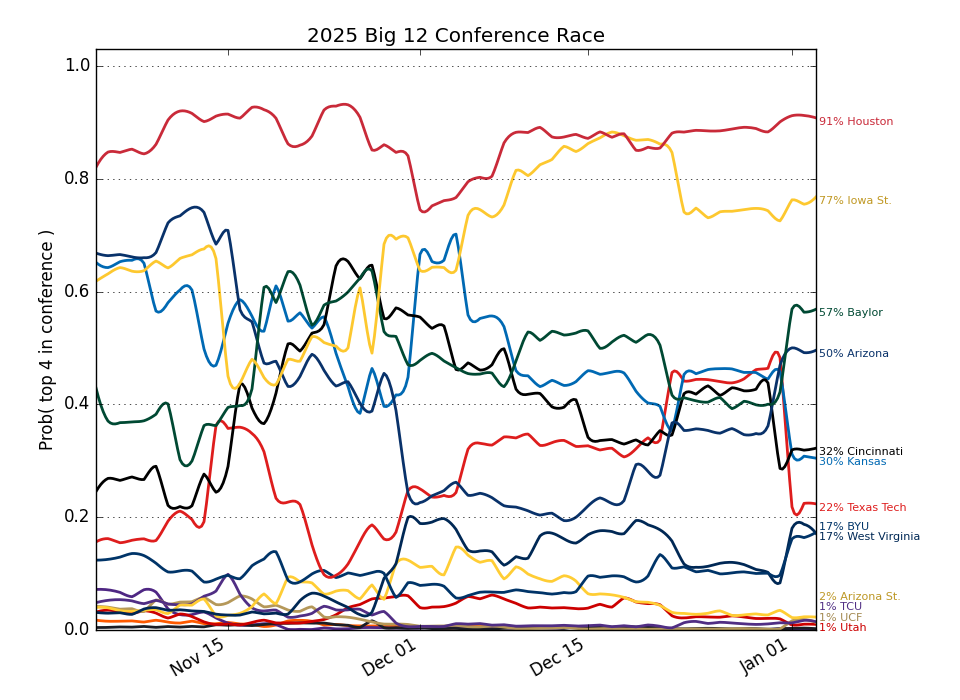 2025 Big 12 Conference Race
Prob( top 4 in conference )
1.0
0.8
0.6
0.4
0.2
0.0
Nov 15
Dec 01
Dec 15
Jan 01
91% Houston
77% Iowa St.
57% Baylor
50% Arizona
32% Cincinnati
30% Kansas
22% Texas Tech
17% BYU
17% West Virginia
2% Arizona St.
1% TCU
1% UCF
1% Utah